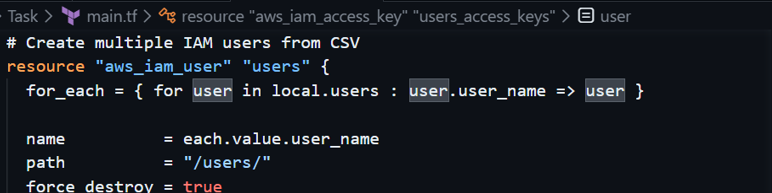 Task > main.tf > resource "aws_iam_access_key" "users_access_keys" > user
# Create multiple IAM users from CSV
resource "aws_iam_user" "users" {
  for_each = { for user in local.users : user.user_name => user }
  name          = each.value.user_name
  path          = "/users/"
  force_destroy = true